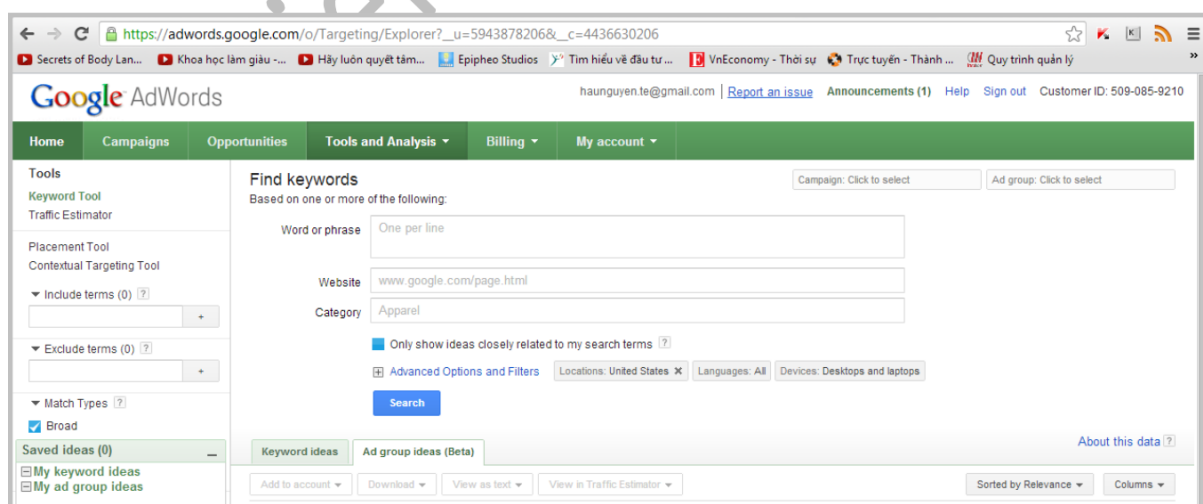 https://adwords.google.com/o/Targeting/Explorer?__u=5943878206&__c=4436630206
Secrets of Body Lan... Khoa học làm giàu -... Hãy luôn quyết tâm... Epipheo Studios Tìm hiểu về đầu tư ... VnEconomy - Thời sự Trực tuyến - Thành ... Quy trình quản lý »
Google AdWords
haunguyen.te@gmail.com | Report an issue Announcements (1) Help Sign out Customer ID: 509-085-9210
Home Campaigns Opportunities Tools and Analysis Billing My account
Tools
Keyword Tool
Traffic Estimator
Placement Tool
Contextual Targeting Tool
Include terms (0) ?
+
Exclude terms (0) ?
+
Match Types ?
Broad
Saved ideas (0) _
My keyword ideas
My ad group ideas
Find keywords
Campaign: Click to select Ad group: Click to select
Based on one or more of the following:
Word or phrase One per line
Website www.google.com/page.html
Category Apparel
Only show ideas closely related to my search terms ?
Advanced Options and Filters Locations: United States × Languages: All Devices: Desktops and laptops
Search
About this data ?
Keyword ideas Ad group ideas (Beta)
Add to account Download View as text View in Traffic Estimator Sorted by Relevance Columns